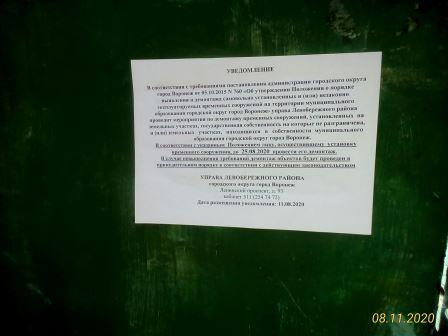 УВЕДОМЛЕНИЕ
В соответствии с требованиями постановления администрации городского округа
город Воронеж от 05.10.2015 N 760 «Об утверждении Положения о порядке
выявления и демонтажа самовольно установленных и (или) незаконно
эксплуатируемых временных сооружений на территории муниципального
образования городской округ город Воронеж» управа Левобережного района
проводит мероприятия по демонтажу временных сооружений, установленных на
земельных участках, государственная собственность на которые не разграничена,
и (или) земельных участках, находящихся в собственности муниципального
образования городской округ город Воронеж.
В соответствии с указанным Положением лицу, осуществившему установку
временного сооружения, до 25.08.2020 провести его демонтаж.
В случае невыполнения требований демонтаж объектов будет проведен в
принудительном порядке в соответствии с действующим законодательством
УПРАВА ЛЕВОБЕРЕЖНОГО РАЙОНА
городского округа город Воронеж
Ленинский проспект, д. 93
кабинет 311 (254 74 72)
Дата размещения уведомления: 11.08.2020
08.11.2020